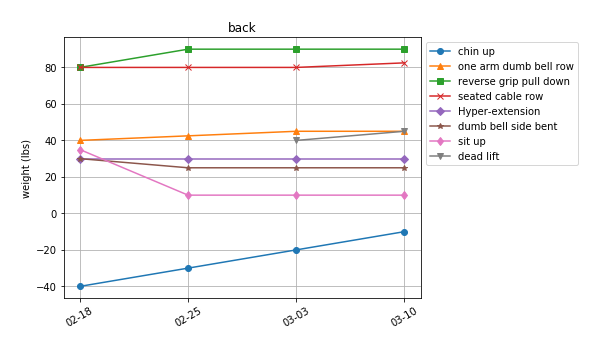 back
weight (lbs)
80
60
40
20
0
−20
−40
02-18
02-25
03-03
03-10
chin up
one arm dumb bell row
reverse grip pull down
seated cable row
Hyper-extension
dumb bell side bent
sit up
dead lift